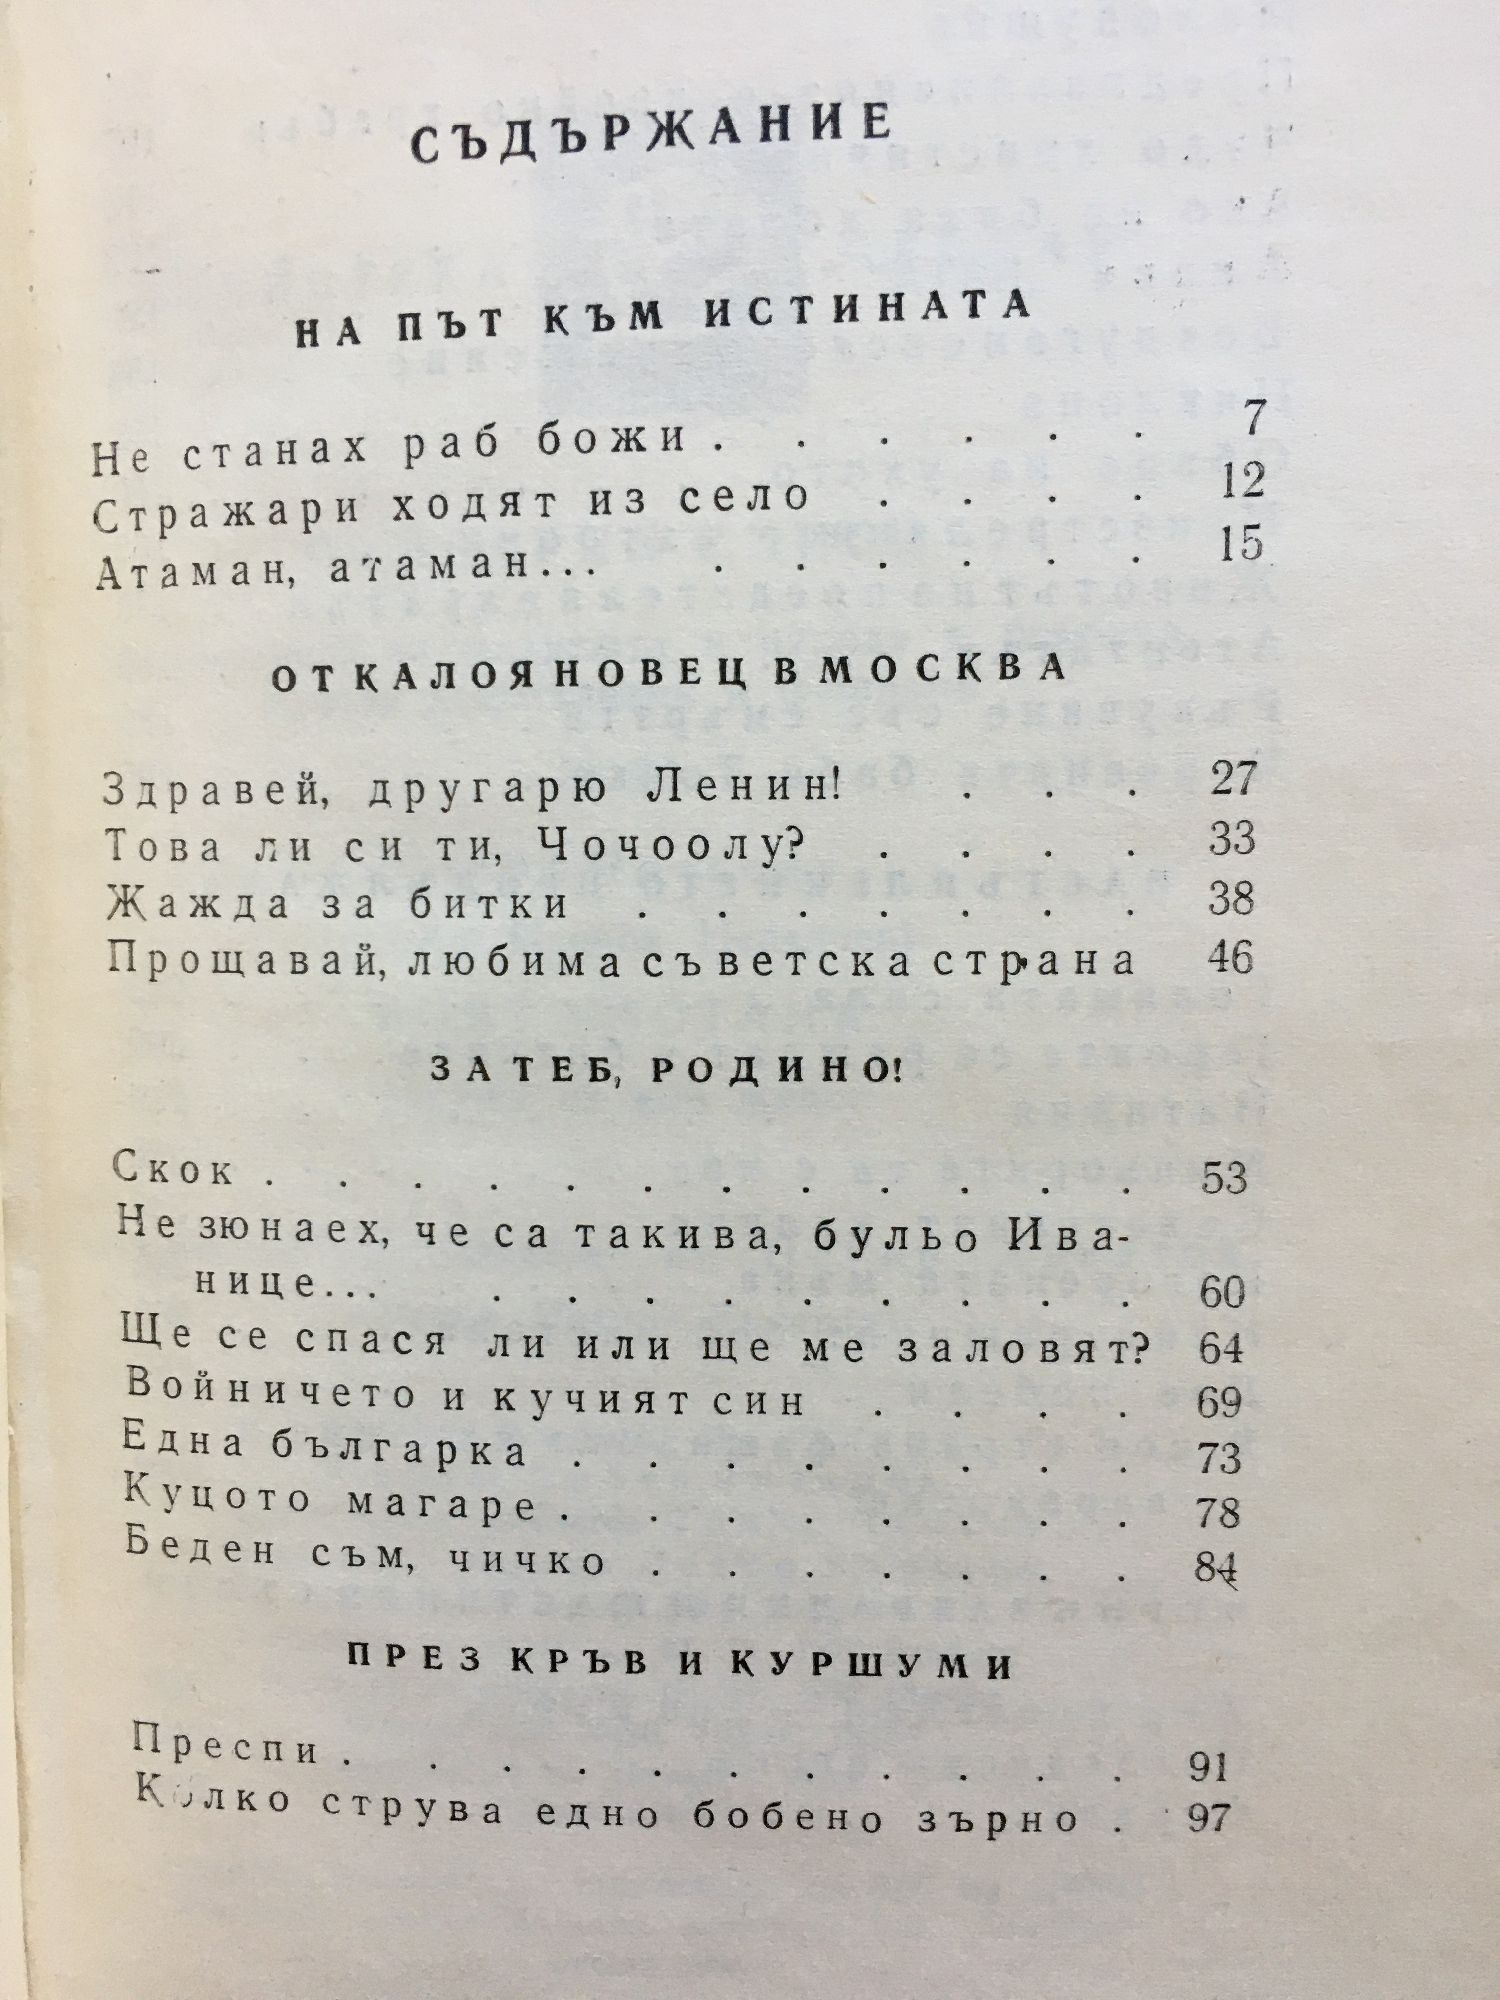 СЪДЪРЖАНИЕ
НА ПЪТ КЪМ ИСТИНАТА
Не станах раб божи . . . . . . 7
Стражари ходят из село . . . . 12
Атаман, атаман... . . . . . . 15
ОТ КАЛОЯНОВЕЦ В МОСКВА
Здравей, другарю Ленин! . . . 27
Това ли си ти, Чочоолу? . . . . 33
Жажда за битки . . . . . . . 38
Прощавай, любима съветска страна 46
ЗА ТЕБ, РОДИНО!
Скок . . . . . . . . . . . . 53
Не зюнаех, че са такива, бульо Ива-
нице... . . . . . . . . . 60
Ще се спася ли или ще ме заловят? 64
Войничето и кучият син . . . . 69
Една българка . . . . . . . . 73
Куцото магаре . . . . . . . . 78
Беден съм, чичко . . . . . . . 84
ПРЕЗ КРЪВ И КУРШУМИ
Преспи . . . . . . . . . . . 91
Колко струва едно бобено зърно . 97